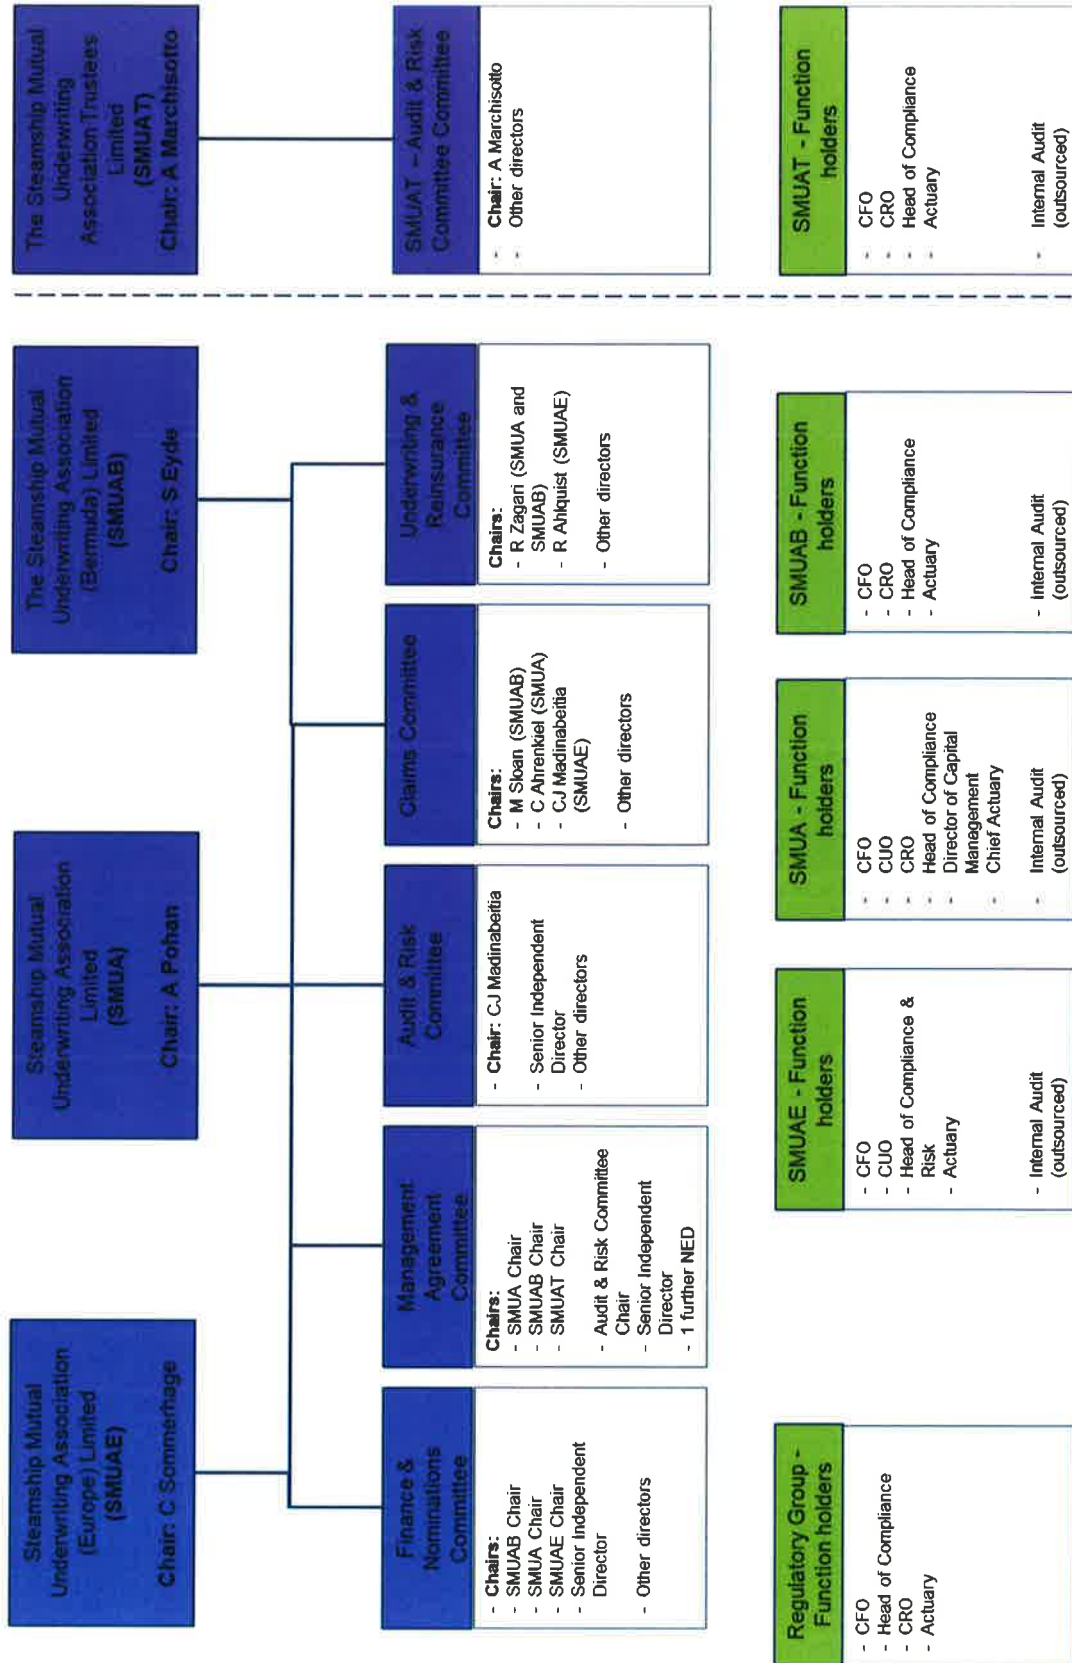 Steamship Mutual
Underwriting Association
(Europe) Limited
(SMUAE)
Chair: C Sommerhage
Steamship Mutual
Underwriting Association
Limited
(SMUA)
Chair: A Pohan
The Steamship Mutual
Underwriting Association
(Bermuda) Limited
(SMUAB)
Chair: S Eyde
The Steamship Mutual
Underwriting
Association Trustees
Limited
(SMUAT)
Chair: A Marchisotto
Finance &
Nominations
Committee
- Chairs:
- SMUAB Chair
- SMUA Chair
- SMUAE Chair
- Senior Independent
Director
- Other directors
Management
Agreement
Committee
Chairs:
- SMUA Chair
- SMUAB Chair
- SMUAT Chair
- Audit & Risk Committee
Chair
- Senior Independent
Director
- 1 further NED
Audit & Risk
Committee
- Chair: CJ Madinabeitia
- Senior Independent
Director
- Other directors
Claims Committee
Chairs:
- M Sloan (SMUAB)
- C Ahrenkiel (SMUA)
- CJ Madinabeitia
(SMUAE)
- Other directors
Underwriting &
Reinsurance
Committee
Chairs:
- R Zagari (SMUA and
SMUAB)
- R Ahlquist (SMUAE)
- Other directors
SMUAT – Audit & Risk
Committee Committee
- Chair: A Marchisotto
- Other directors
Regulatory Group -
Function holders
- CFO
- Head of Compliance
- CRO
- Actuary
SMUAE - Function
holders
- CFO
- CUO
- Head of Compliance &
Risk
- Actuary
- Internal Audit
(outsourced)
SMUA - Function
holders
- CFO
- CUO
- CRO
- Head of Compliance
- Director of Capital
Management
- Chief Actuary
- Internal Audit
(outsourced)
SMUAB - Function
holders
- CFO
- CRO
- Head of Compliance
- Actuary
- Internal Audit
(outsourced)
SMUAT - Function
holders
- CFO
- CRO
- Head of Compliance
- Actuary
- Internal Audit
(outsourced)